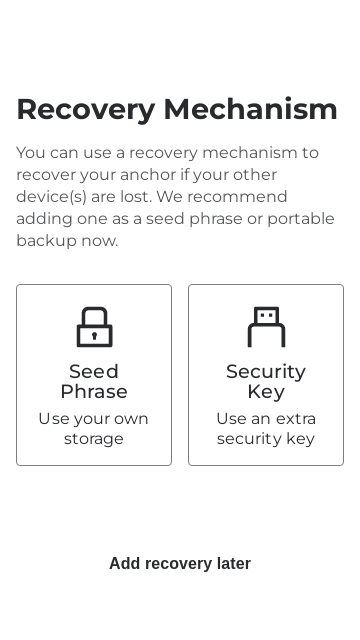 Recovery Mechanism
You can use a recovery mechanism to
recover your anchor if your other
device(s) are lost. We recommend
adding one as a seed phrase or portable
backup now.
Seed
Phrase
Use your own
storage
Security
Key
Use an extra
security key
Add recovery later